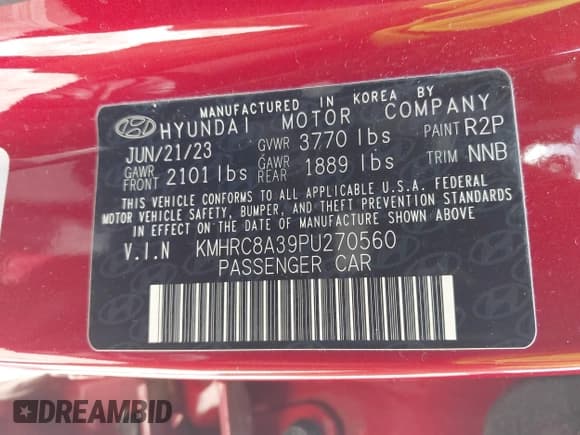 MANUFACTURED IN KOREA BY
HYUNDAI MOTOR COMPANY
JUN/21/23 GVWR 3770 lbs PAINT R2P
GAWR FRONT 2101 lbs GAWR REAR 1889 lbs TRIM NNB
THIS VEHICLE CONFORMS TO ALL APPLICABLE U.S.A. FEDERAL
MOTOR VEHICLE SAFETY, BUMPER, AND THEFT PREVENTION STANDARDS
IN EFFECT ON THE DATE OF MANUFACTURE SHOWN ABOVE.
V.I.N KMHRC8A39PU270560
PASSENGER CAR
DREAMBID